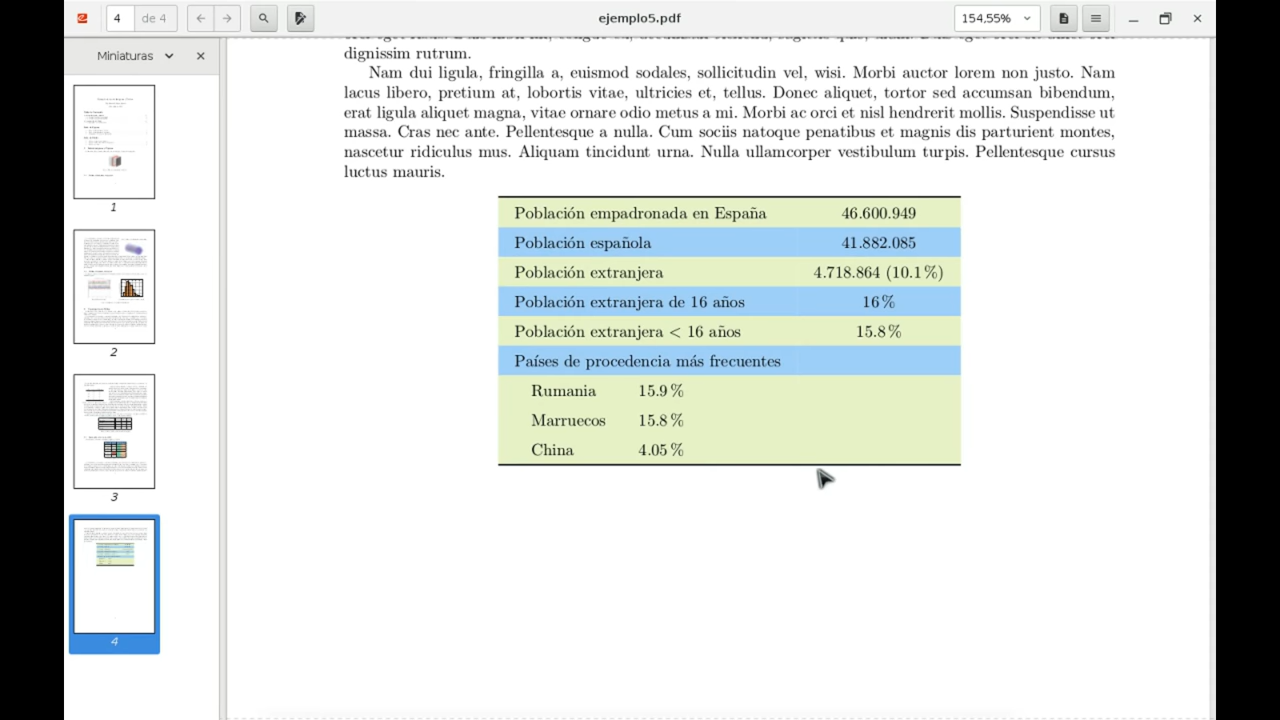 4 de 4
ejemplo5.pdf
154,55%
Miniaturas
1
2
3
4
dignissim rutrum.
Nam dui ligula, fringilla a, euismod sodales, sollicitudin vel, wisi. Morbi auctor lorem non justo. Nam
lacus libero, pretium at, lobortis vitae, ultricies et, tellus. Donec aliquet, tortor sed accumsan bibendum,
erat ligula aliquet magna, vitae ornare odio metus a mi. Morbi ac orci et nisl hendrerit mollis. Suspendisse ut
massa. Cras nec ante. Pellentesque a nulla. Cum sociis natoque penatibus et magnis dis parturient montes,
nascetur ridiculus mus. Aliquam tincidunt urna. Nulla ullamcorper vestibulum turpis. Pellentesque cursus
luctus mauris.
Población empadronada en España 46.600.949
Población española 41.882.085
Población extranjera 4.718.864 (10.1 %)
Población extranjera de 16 años 16 %
Población extranjera < 16 años 15.8 %
Países de procedencia más frecuentes
Rumania 15.9 %
Marruecos 15.8 %
China 4.05 %